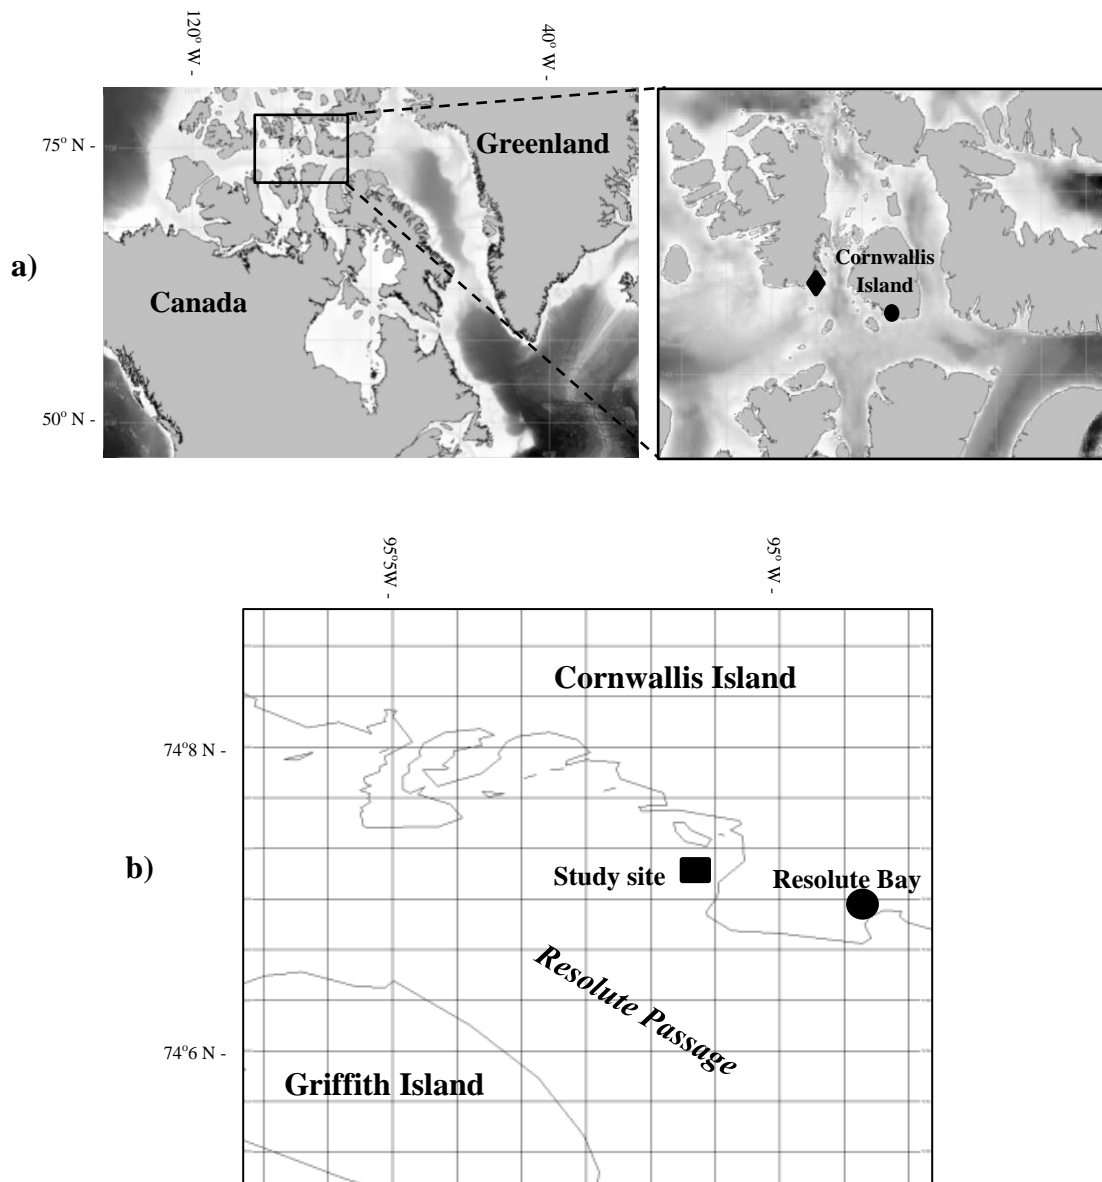 120° W -
40° W -
75° N -
50° N -
a)
Greenland
Canada
Cornwallis
Island
95°5W -
95° W -
74°8 N -
74°6 N -
b)
Cornwallis Island
Study site
Resolute Bay
Resolute Passage
Griffith Island